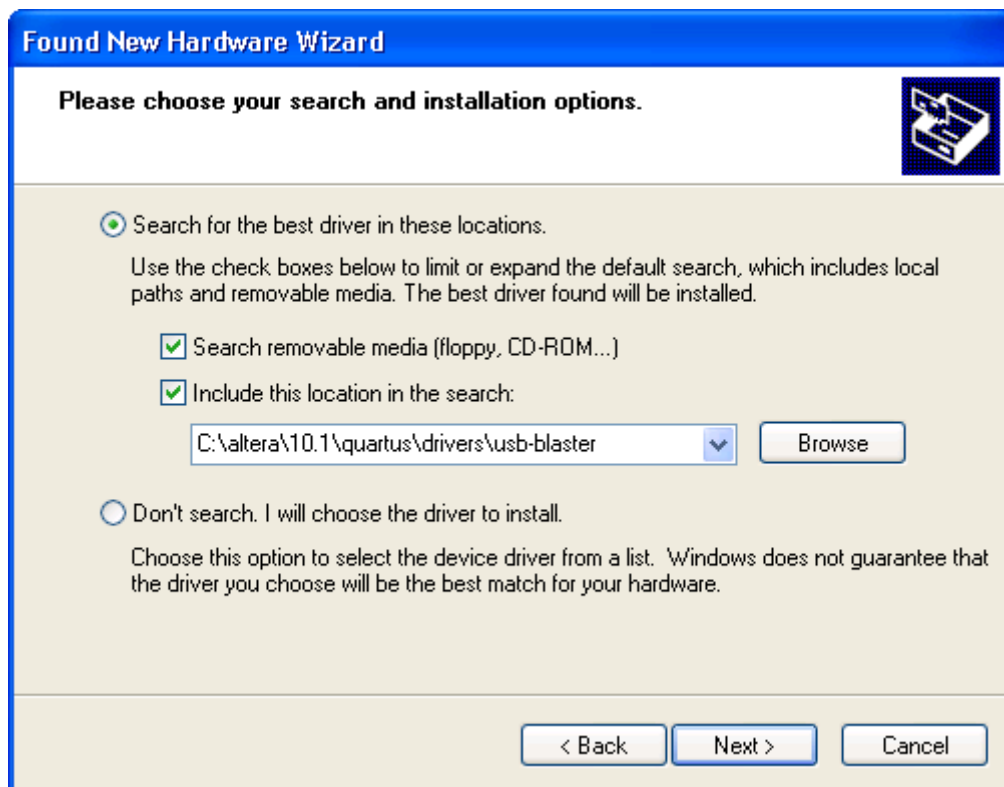 Found New Hardware Wizard
Please choose your search and installation options.
Search for the best driver in these locations.
Use the check boxes below to limit or expand the default search, which includes local
paths and removable media. The best driver found will be installed.
Search removable media (floppy, CD-ROM...)
Include this location in the search:
C:\altera\10.1\quartus\drivers\usb-blaster
Browse
Don't search. I will choose the driver to install.
Choose this option to select the device driver from a list.  Windows does not guarantee that
the driver you choose will be the best match for your hardware.
< Back
Next >
Cancel